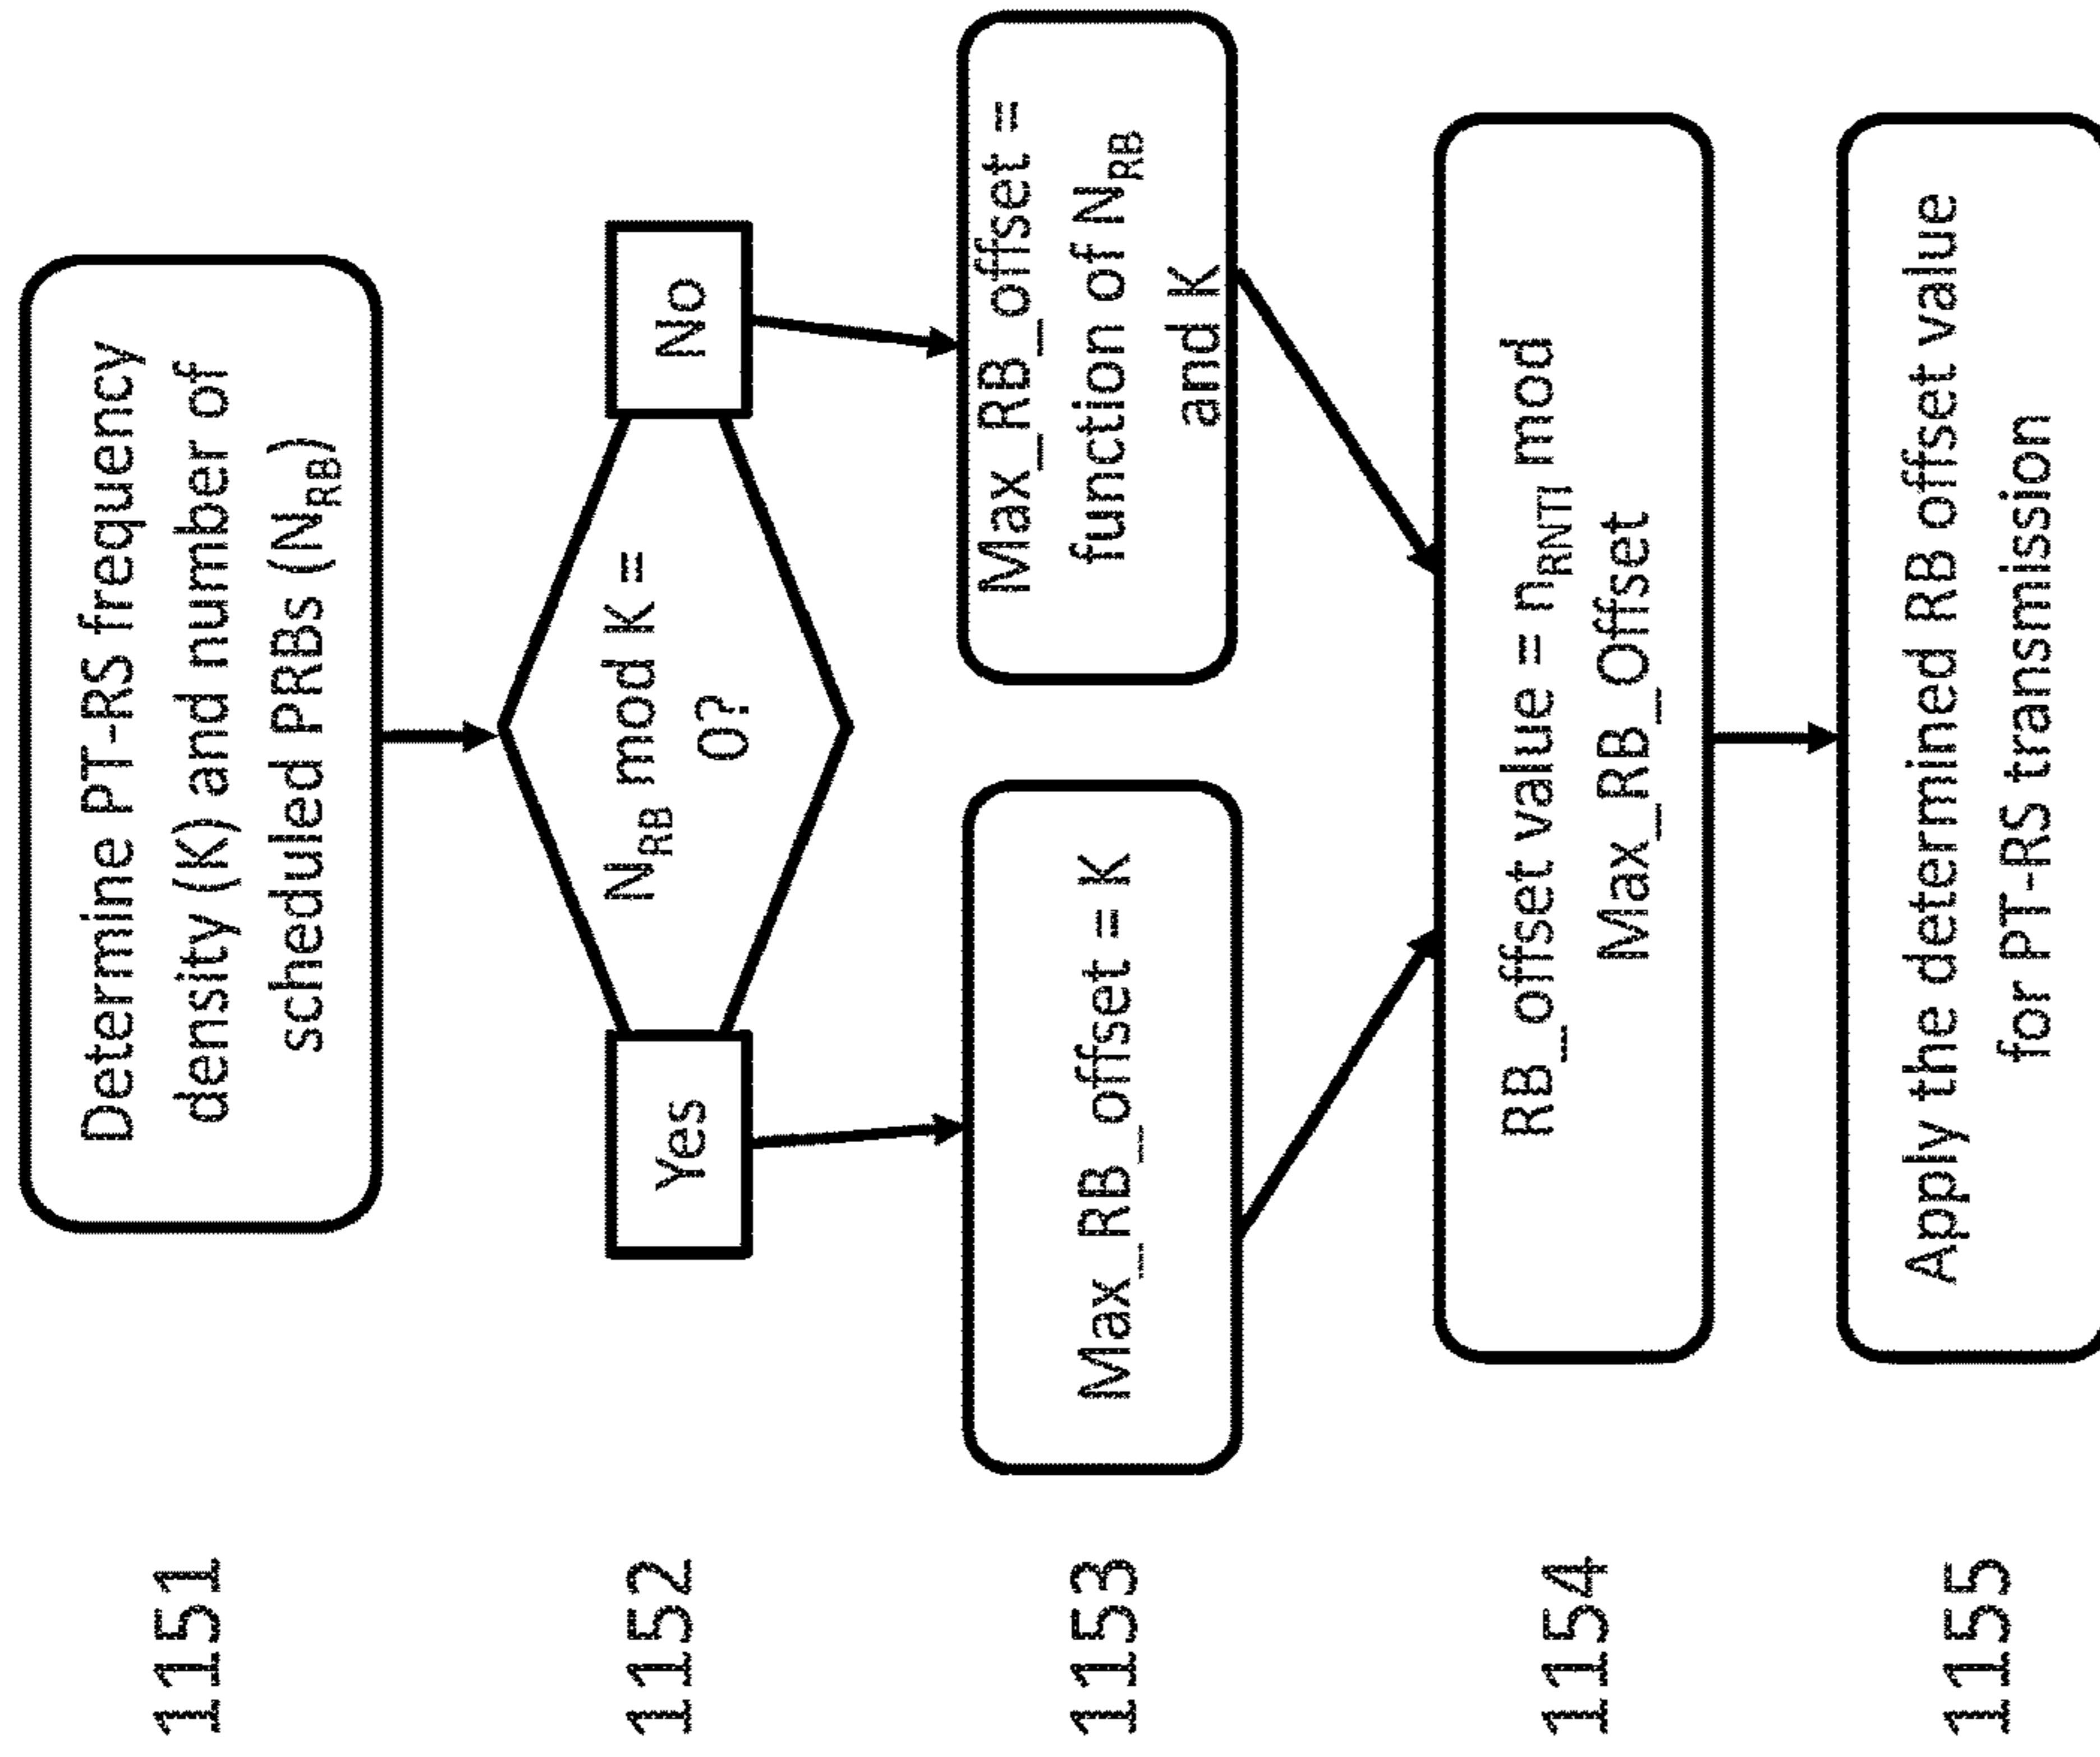 1151
Determine PT-RS frequency
density (K) and number of
scheduled PRBs (NRB)
1152
Yes
NRB mod K =
0?
No
1153
Max_RB_offset = K
Max_RB_offset =
function of NRB
and K
1154
RB_offset value = nRNTI mod
Max_RB_Offset
1155
Apply the determined RB offset value
for PT-RS transmission